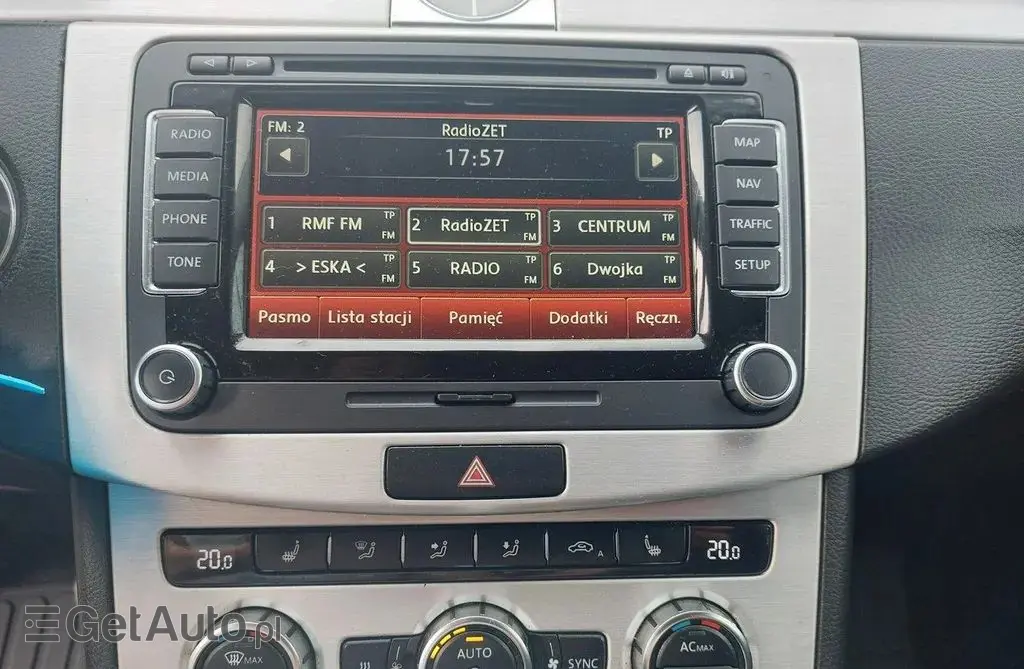 RADIO
MEDIA
PHONE
TONE
FM: 2 RadioZET TP
17:57
1 RMF FM TP FM
2 RadioZET TP FM
3 CENTRUM TP FM
4 > ESKA < TP FM
5 RADIO TP FM
6 Dwojka TP FM
Pasmo Lista stacji Pamięć Dodatki Ręczn.
MAP
NAV
TRAFFIC
SETUP
20.0 A 20.0
MAX AUTO SYNC AC MAX
GetAuto.pl